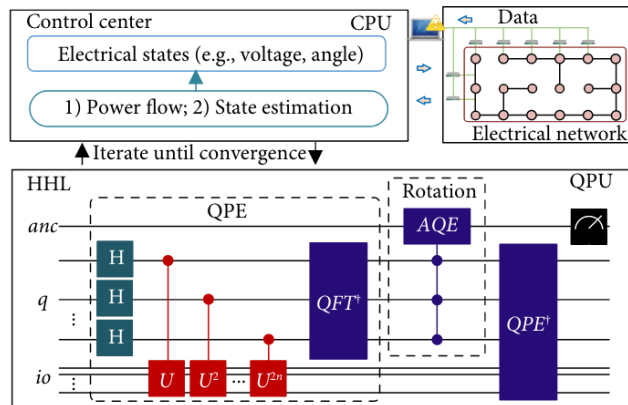 Control center CPU
Data
Electrical states (e.g., voltage, angle)
1) Power flow; 2) State estimation
Electrical network
Iterate until convergence
HHL QPE Rotation QPU
anc AQE
H
q H QFT† QPE†
⋮ H
io U U² ... U²ⁿ
⋮